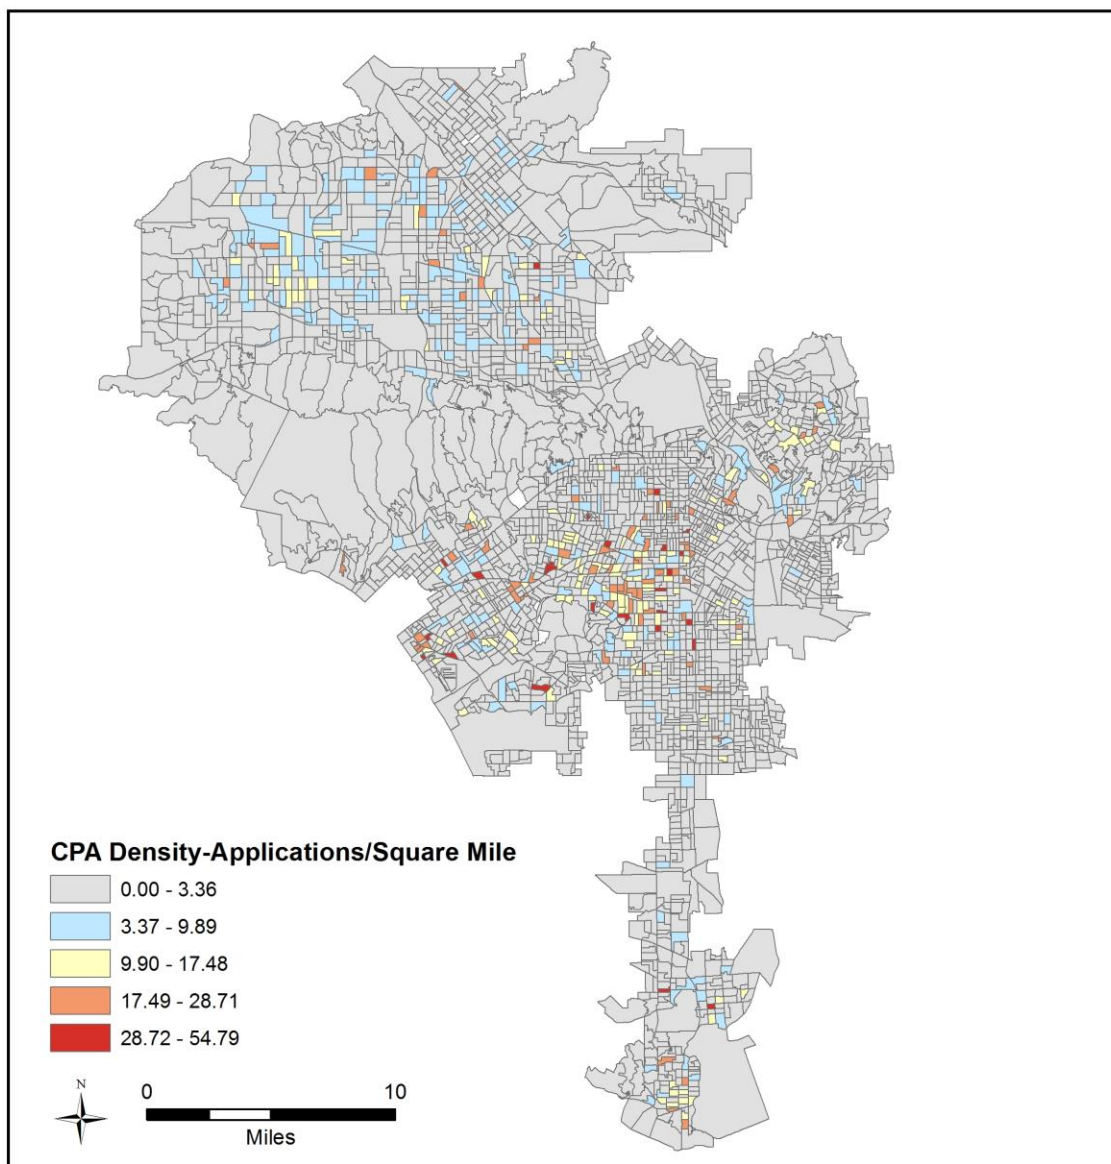 CPA Density-Applications/Square Mile
0.00 - 3.36
3.37 - 9.89
9.90 - 17.48
17.49 - 28.71
28.72 - 54.79
N
0 10
Miles